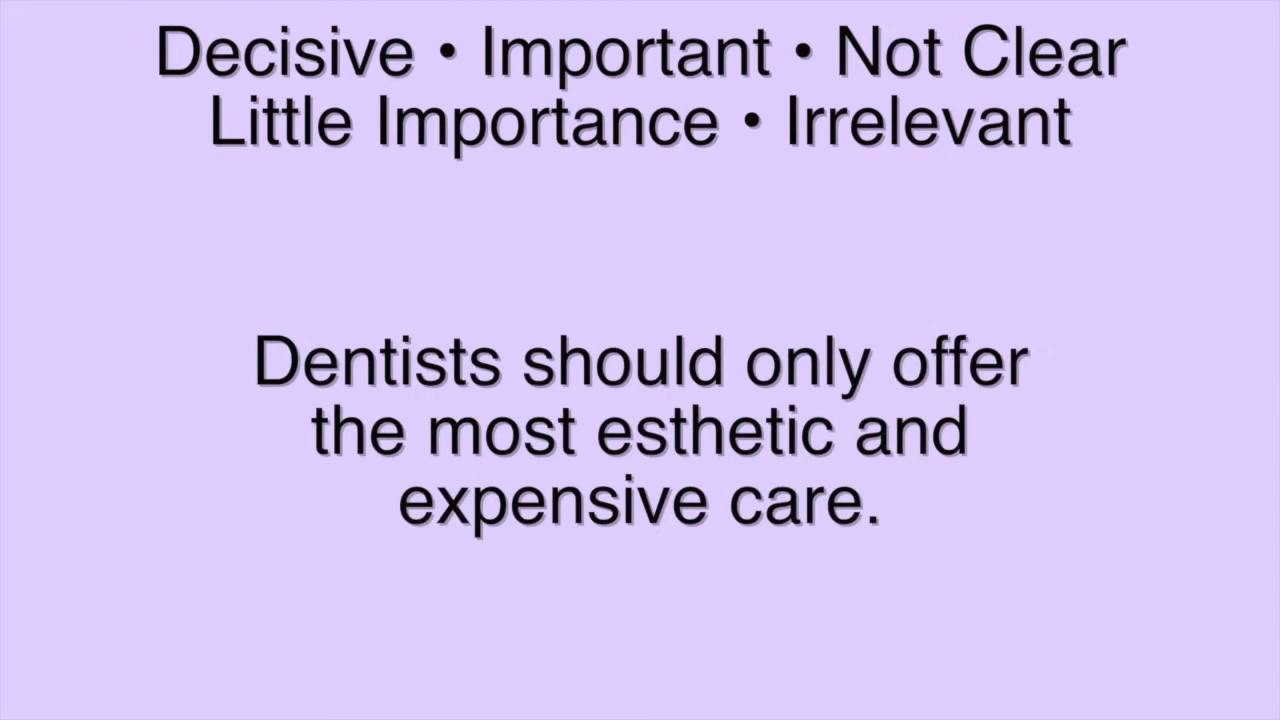 Decisive • Important • Not Clear
Little Importance • Irrelevant
Dentists should only offer
the most esthetic and
expensive care.